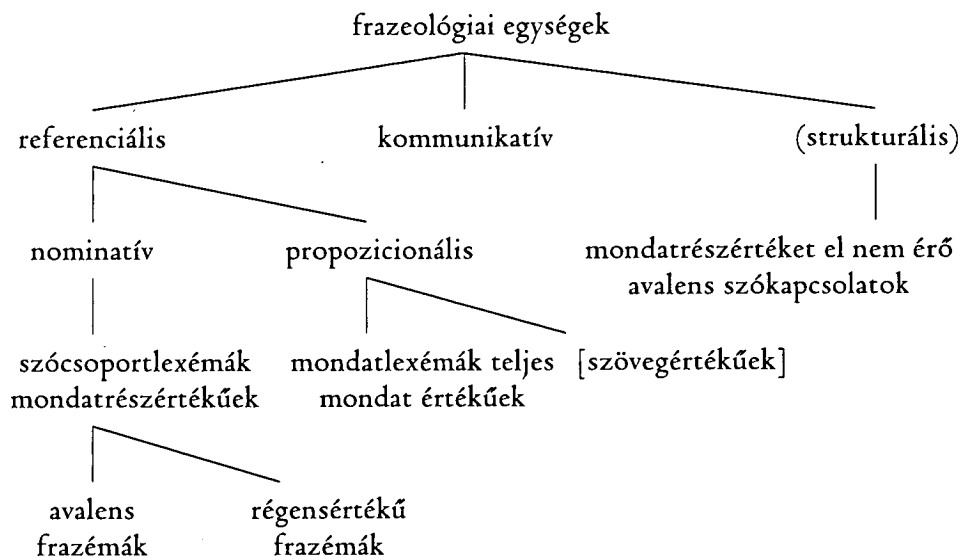 frazeológiai egységek
referenciális
kommunikatív
(strukturális)
nominatív
propozicionális
mondatrészértéket el nem érő
avalens szókapcsolatok
szócsoportlexémák
mondatrészértékűek
mondatlexémák teljes
mondat értékűek
[szövegértékűek]
avalens
frazémák
régensértékű
frazémák